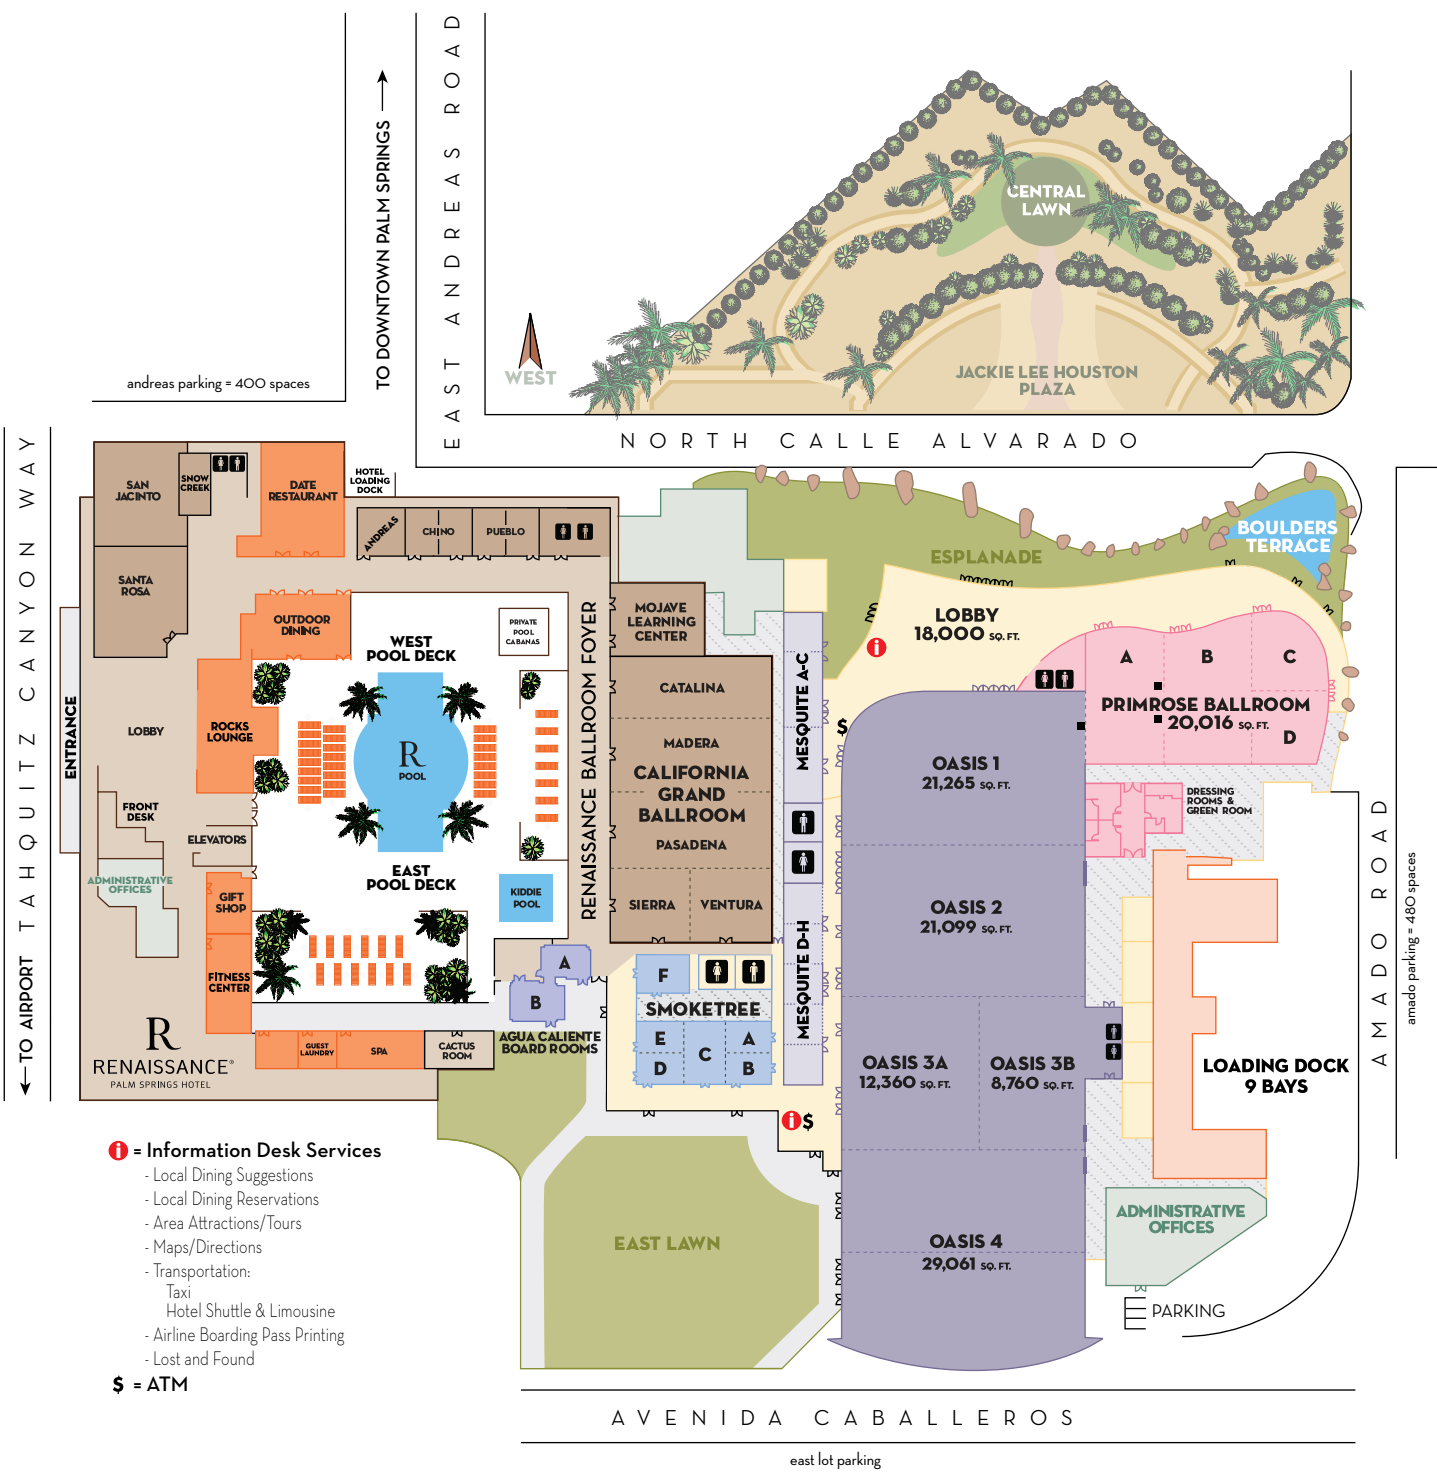 EAST ANDREAS ROAD
TO DOWNTOWN PALM SPRINGS
andreas parking = 400 spaces
WEST
CENTRAL
LAWN
JACKIE LEE HOUSTON
PLAZA
NORTH CALLE ALVARADO
TAHQUITZ CANYON WAY
TO AIRPORT
ENTRANCE
SAN
JACINTO
SNOW
CREEK
DATE
RESTAURANT
HOTEL
LOADING
DOCK
ANDREAS
CHINO
PUEBLO
SANTA
ROSA
OUTDOOR
DINING
WEST
POOL DECK
PRIVATE
POOL
CABANAS
LOBBY
ROCKS
LOUNGE
R
POOL
FRONT
DESK
ELEVATORS
ADMINISTRATIVE
OFFICES
GIFT
SHOP
EAST
POOL DECK
KIDDIE
POOL
FITNESS
CENTER
RENAISSANCE BALLROOM FOYER
MOJAVE
LEARNING
CENTER
CATALINA
MADERA
CALIFORNIA
GRAND
BALLROOM
PASADENA
SIERRA
VENTURA
MESQUITE A-C
MESQUITE D-H
A
B
AGUA CALIENTE
BOARD ROOMS
F
SMOKETREE
E
D
C
A
B
R
RENAISSANCE®
PALM SPRINGS HOTEL
GUEST
LAUNDRY
SPA
CACTUS
ROOM
ESPLANADE
BOULDERS
TERRACE
LOBBY
18,000 SQ. FT.
i
$
A
B
C
PRIMROSE BALLROOM
20,016 SQ. FT.
D
OASIS 1
21,265 SQ. FT.
DRESSING
ROOMS &
GREEN ROOM
OASIS 2
21,099 SQ. FT.
OASIS 3A
12,360 SQ. FT.
OASIS 3B
8,760 SQ. FT.
LOADING DOCK
9 BAYS
AMADO ROAD
amado parking = 480 spaces
i $
OASIS 4
29,061 SQ. FT.
ADMINISTRATIVE
OFFICES
PARKING
EAST LAWN
i = Information Desk Services
- Local Dining Suggestions
- Local Dining Reservations
- Area Attractions/Tours
- Maps/Directions
- Transportation:
Taxi
Hotel Shuttle & Limousine
- Airline Boarding Pass Printing
- Lost and Found
$ = ATM
AVENIDA CABALLEROS
east lot parking